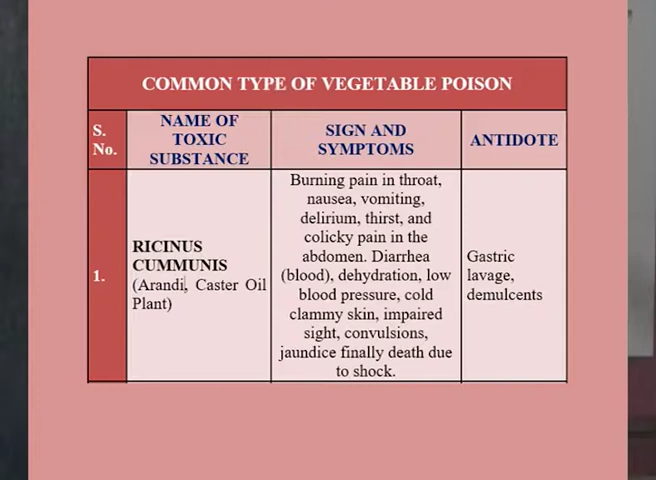 COMMON TYPE OF VEGETABLE POISON
S.
No.
NAME OF
TOXIC
SUBSTANCE
SIGN AND
SYMPTOMS
ANTIDOTE
1.
RICINUS
CUMMUNIS
(Arandi, Caster Oil
Plant)
Burning pain in throat,
nausea, vomiting,
delirium, thirst, and
colicky pain in the
abdomen. Diarrhea
(blood), dehydration, low
blood pressure, cold
clammy skin, impaired
sight, convulsions,
jaundice finally death due
to shock.
Gastric
lavage,
demulcents